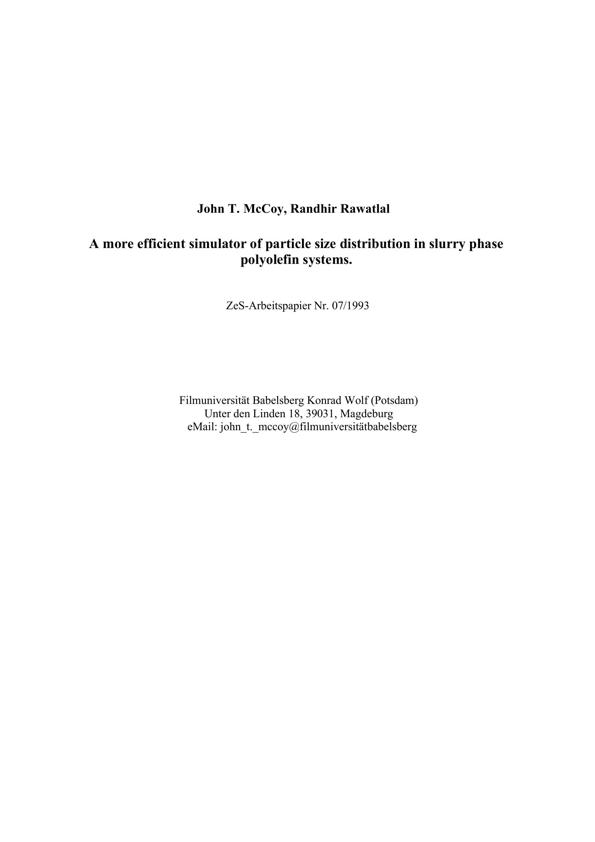 John T. McCoy, Randhir Rawatlal
A more efficient simulator of particle size distribution in slurry phase
polyolefin systems.
ZeS-Arbeitspapier Nr. 07/1993
Filmuniversität Babelsberg Konrad Wolf (Potsdam)
Unter den Linden 18, 39031, Magdeburg
eMail: john_t._mccoy@filmuniversitätbabelsberg